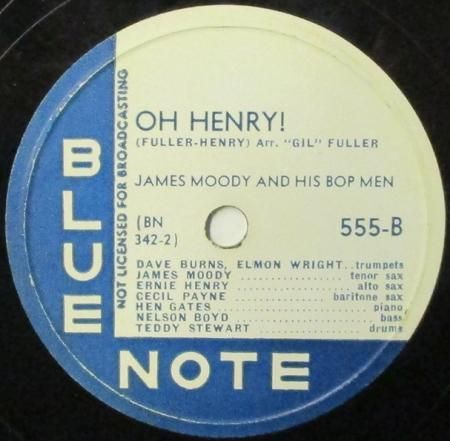 OH HENRY!
(FULLER-HENRY) Arr. "GIL" FULLER
JAMES MOODY AND HIS BOP MEN
(BN
342-2)
555-B
DAVE BURNS, ELMON WRIGHT..trumpets
JAMES MOODY ............ tenor sax
ERNIE HENRY ............ alto sax
CECIL PAYNE ............ baritone sax
HEN GATES ............ piano
NELSON BOYD ............ bass
TEDDY STEWART ............ drums
NOT LICENSED FOR BROADCASTING
BLUE
NOTE